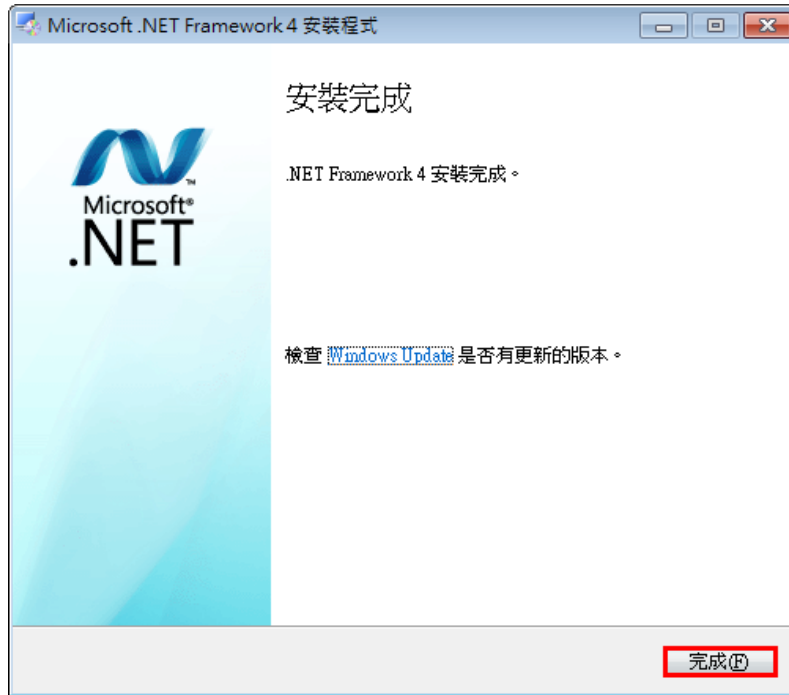 Microsoft .NET Framework 4 安裝程式
安裝完成
.NET Framework 4 安裝完成。
Microsoft®
.NET
™
檢查 Windows Update 是否有更新的版本。
完成(F)